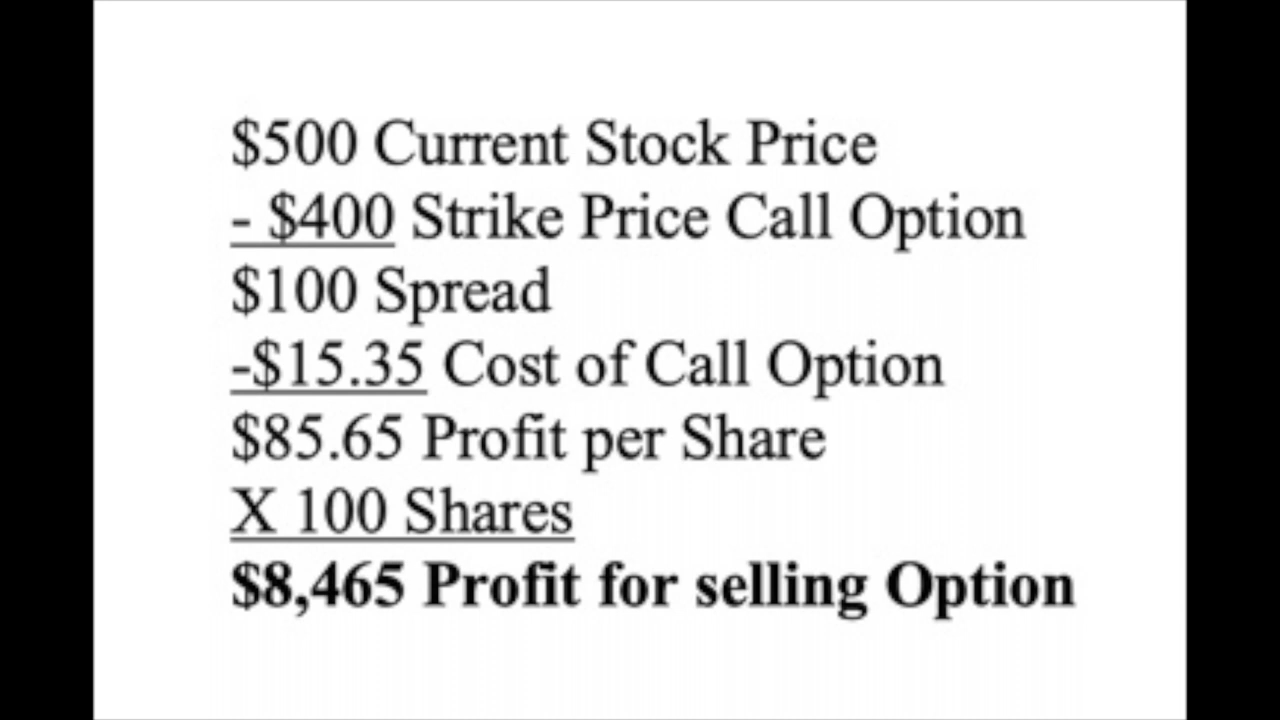 $500 Current Stock Price
- $400 Strike Price Call Option
$100 Spread
-$15.35 Cost of Call Option
$85.65 Profit per Share
X 100 Shares
$8,465 Profit for selling Option